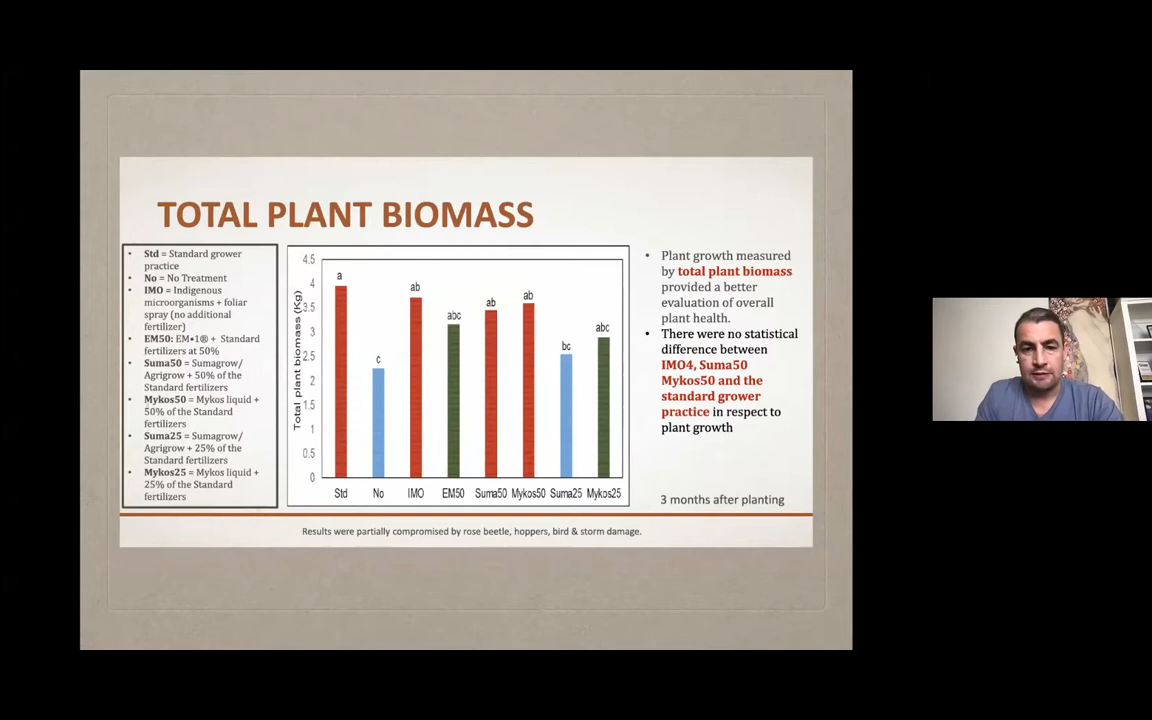 TOTAL PLANT BIOMASS
• Std = Standard grower
practice
• No = No Treatment
• IMO = Indigenous
microorganisms + foliar
spray (no additional
fertilizer)
• EM50: EM•1® + Standard
fertilizers at 50%
• Suma50 = Sumagrow/
Agrigrow + 50% of the
Standard fertilizers
• Mykos50 = Mykos liquid +
50% of the Standard
fertilizers
• Suma25 = Sumagrow/
Agrigrow + 25% of the
Standard fertilizers
• Mykos25 = Mykos liquid +
25% of the Standard
fertilizers
Total plant biomass (Kg)
4.5
4
3.5
3
2.5
2
1.5
1
0.5
0
a
c
ab
abc
ab
ab
bc
abc
Std No IMO EM50 Suma50 Mykos50 Suma25 Mykos25
• Plant growth measured
by total plant biomass
provided a better
evaluation of overall
plant health.
• There were no statistical
difference between
IMO4, Suma50
Mykos50 and the
standard grower
practice in respect to
plant growth
3 months after planting
Results were partially compromised by rose beetle, hoppers, bird & storm damage.